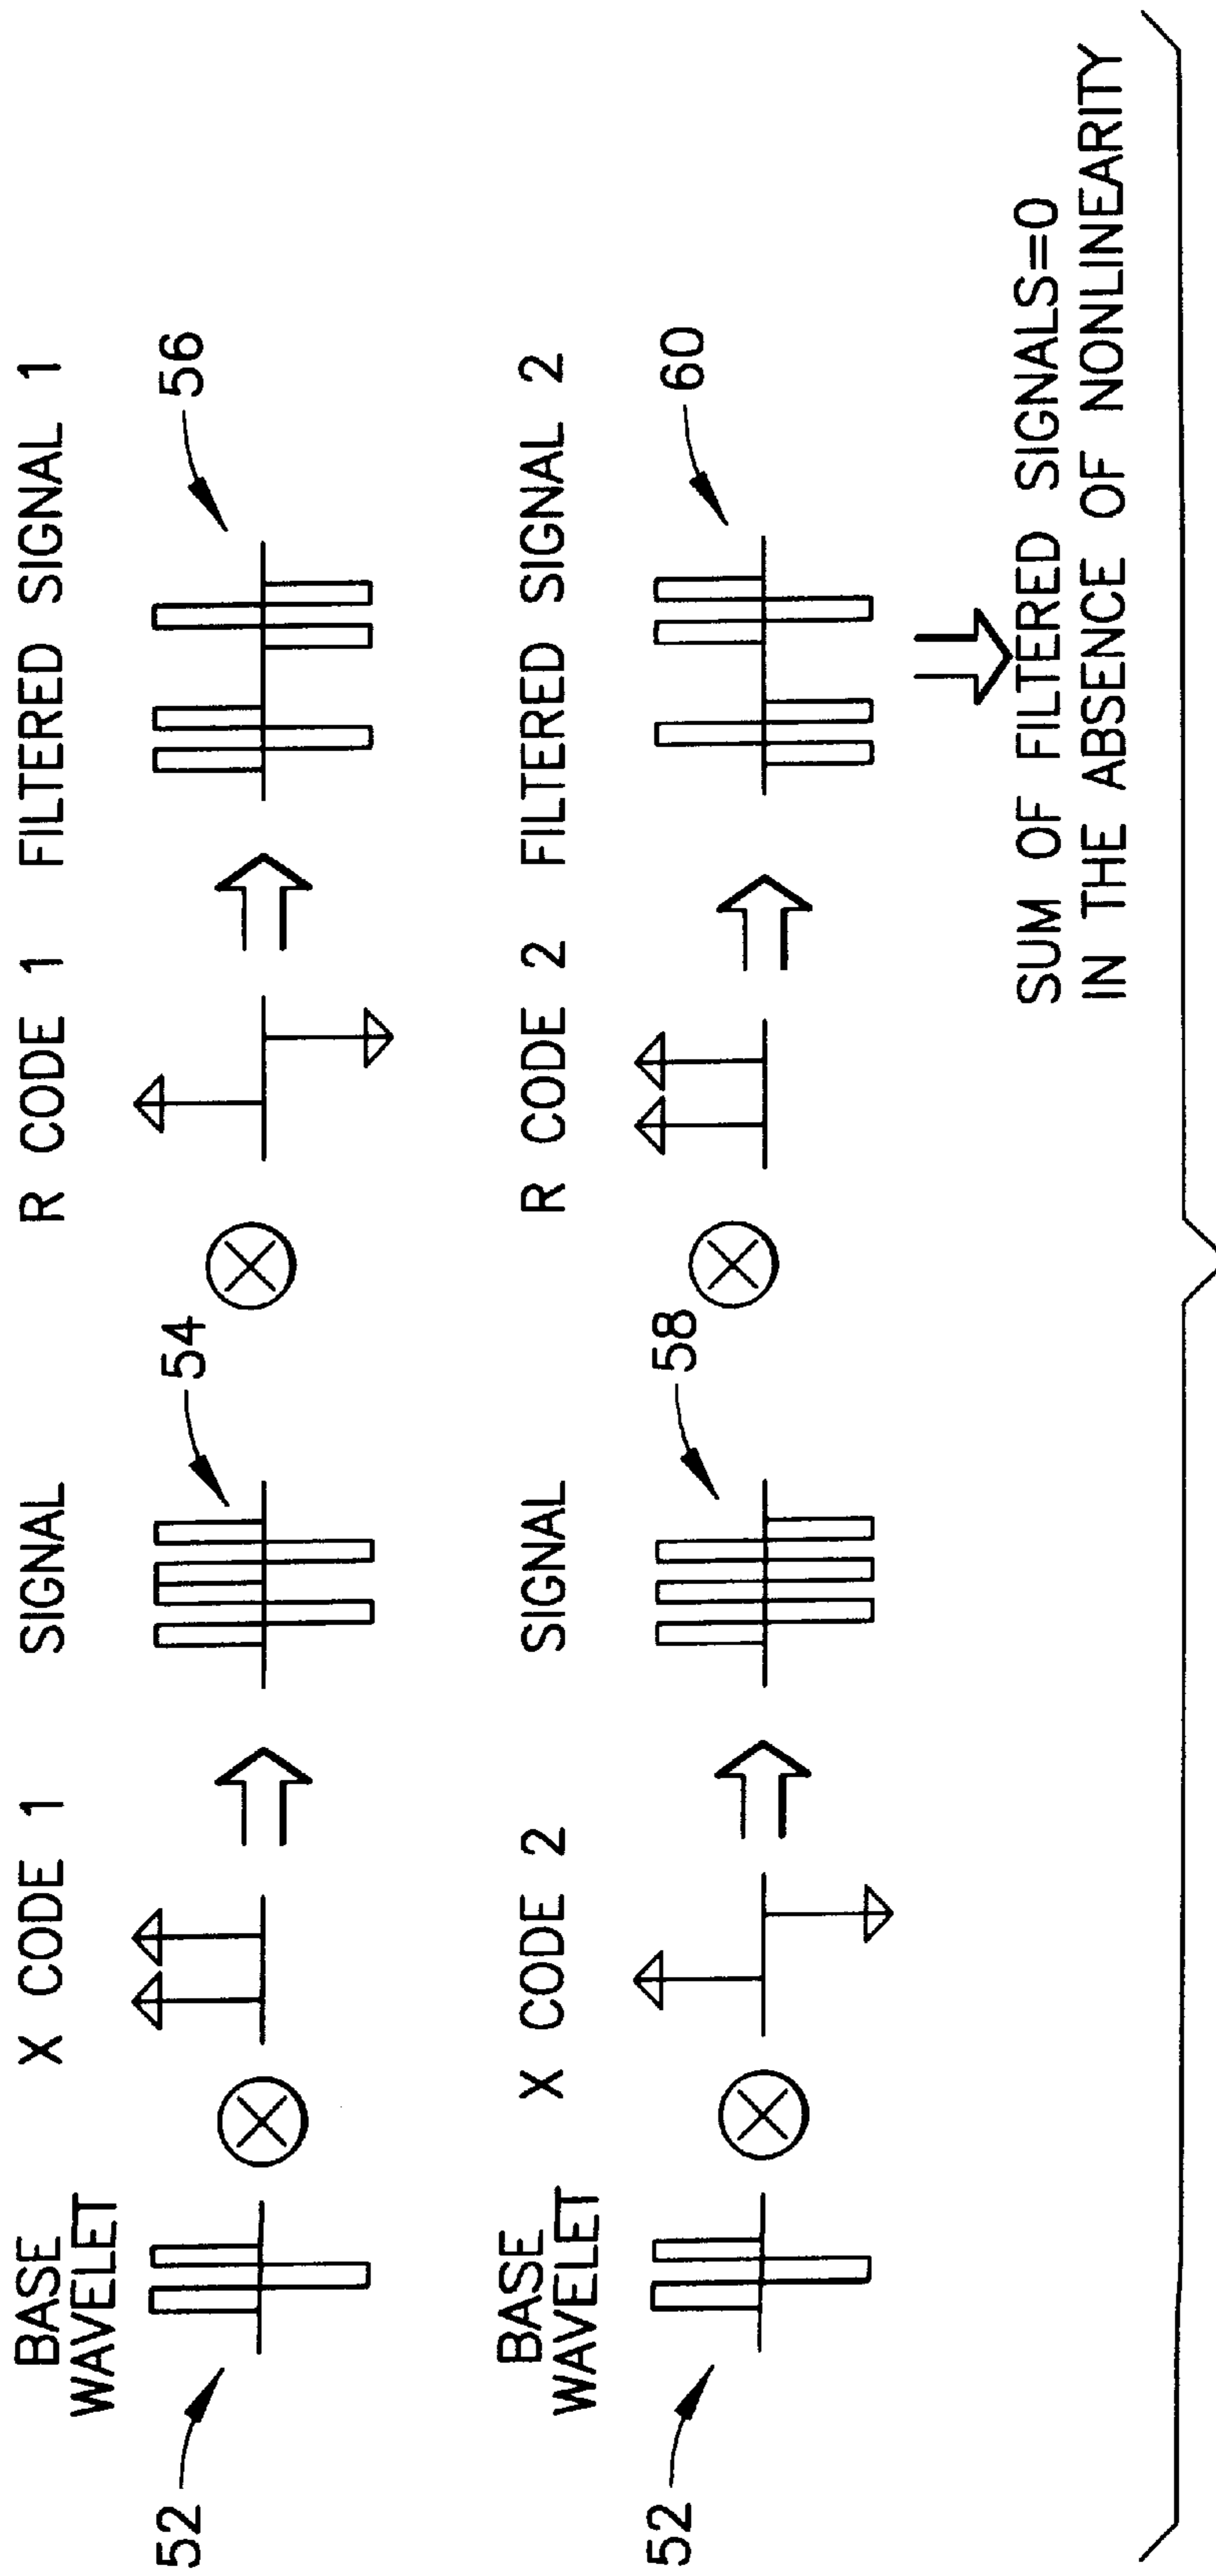 BASE
WAVELET
X CODE 1
SIGNAL
R CODE 1
FILTERED SIGNAL 1
52
54
56
BASE
WAVELET
X CODE 2
SIGNAL
R CODE 2
FILTERED SIGNAL 2
52
58
60
SUM OF FILTERED SIGNALS=0
IN THE ABSENCE OF NONLINEARITY